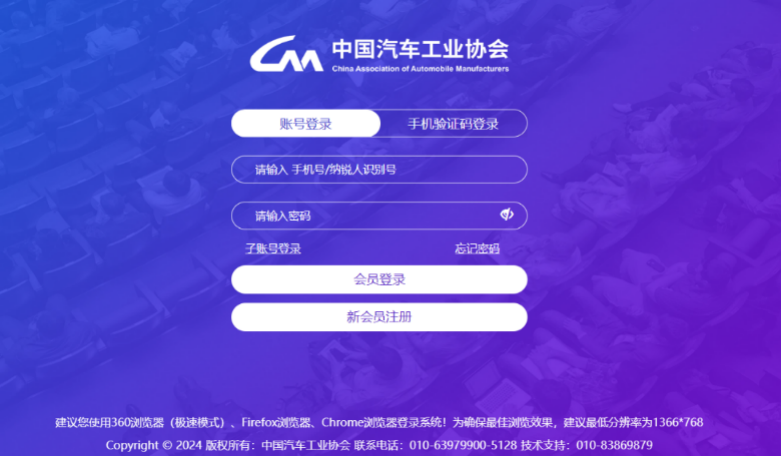 中国汽车工业协会
China Association of Automobile Manufacturers
账号登录 手机验证码登录
请输入 手机号/纳税人识别号
请输入密码
子账号登录 忘记密码
会员登录
新会员注册
建议您使用360浏览器（极速模式）、Firefox浏览器、Chrome浏览器登录系统！为确保最佳浏览效果，建议最低分辨率为1366*768
Copyright © 2024 版权所有：中国汽车工业协会 联系电话：010-63979900-5128 技术支持：010-83869879